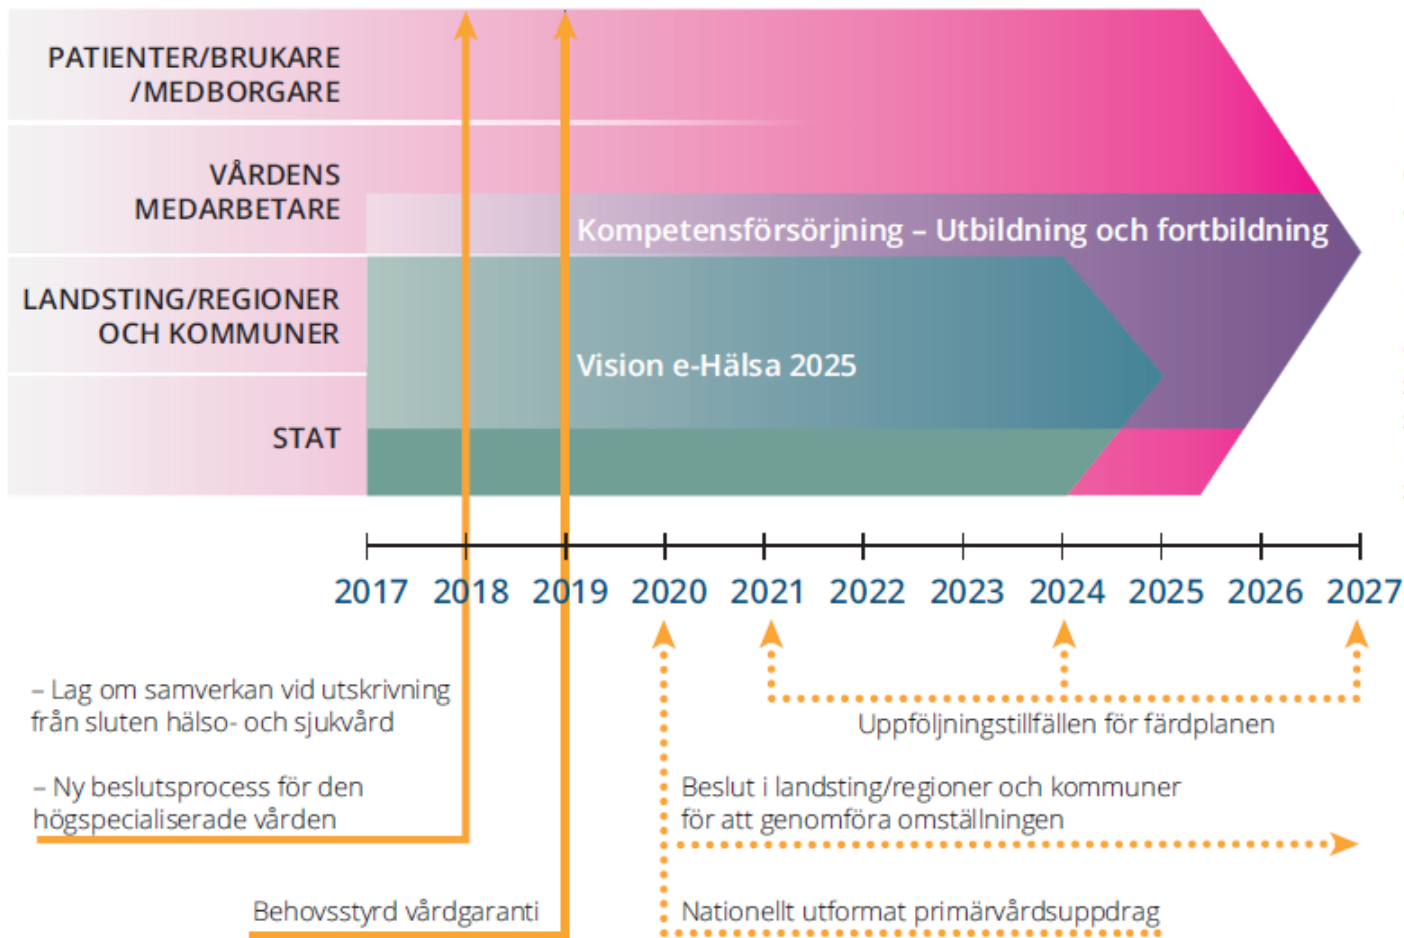 PATIENTER/BRUKARE
/MEDBORGARE
VÅRDENS
MEDARBETARE
Kompetensförsörjning – Utbildning och fortbildning
LANDSTING/REGIONER
OCH KOMMUNER
Vision e-Hälsa 2025
STAT
2017 2018 2019 2020 2021 2022 2023 2024 2025 2026 2027
– Lag om samverkan vid utskrivning
från sluten hälso- och sjukvård
Uppföljningstillfällen för färdplanen
– Ny beslutsprocess för den
högspecialiserade vården
Beslut i landsting/regioner och kommuner
för att genomföra omställningen
Behovsstyrd vårdgaranti
Nationellt utformat primärvårdsuppdrag